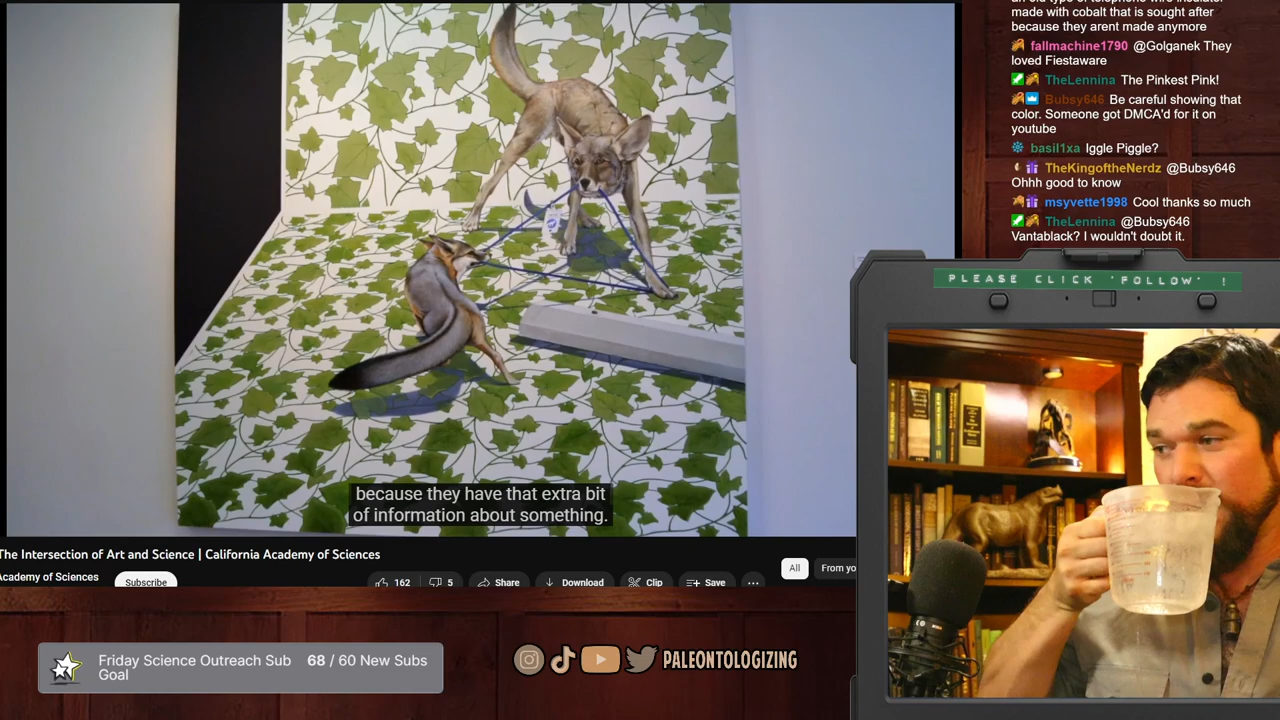 an old type of telephone wire insulator
made with cobalt that is sought after
because they arent made anymore
fallmachine1790 @Golganek They
loved Fiestaware
TheLennina The Pinkest Pink!
Bubsy646 Be careful showing that
color. Someone got DMCA'd for it on
youtube
basil1xa Iggle Piggle?
TheKingoftheNerdz @Bubsy646
Ohhh good to know
msyvette1998 Cool thanks so much
TheLennina @Bubsy646
Vantablack? I wouldn't doubt it.
PLEASE CLICK 'FOLLOW' !
because they have that extra bit
of information about something.
The Intersection of Art and Science | California Academy of Sciences
Academy of Sciences
Subscribe
162
5
Share
Download
Clip
Save
All
From yo
Friday Science Outreach Sub
Goal
68 / 60 New Subs
PALEONTOLOGIZING